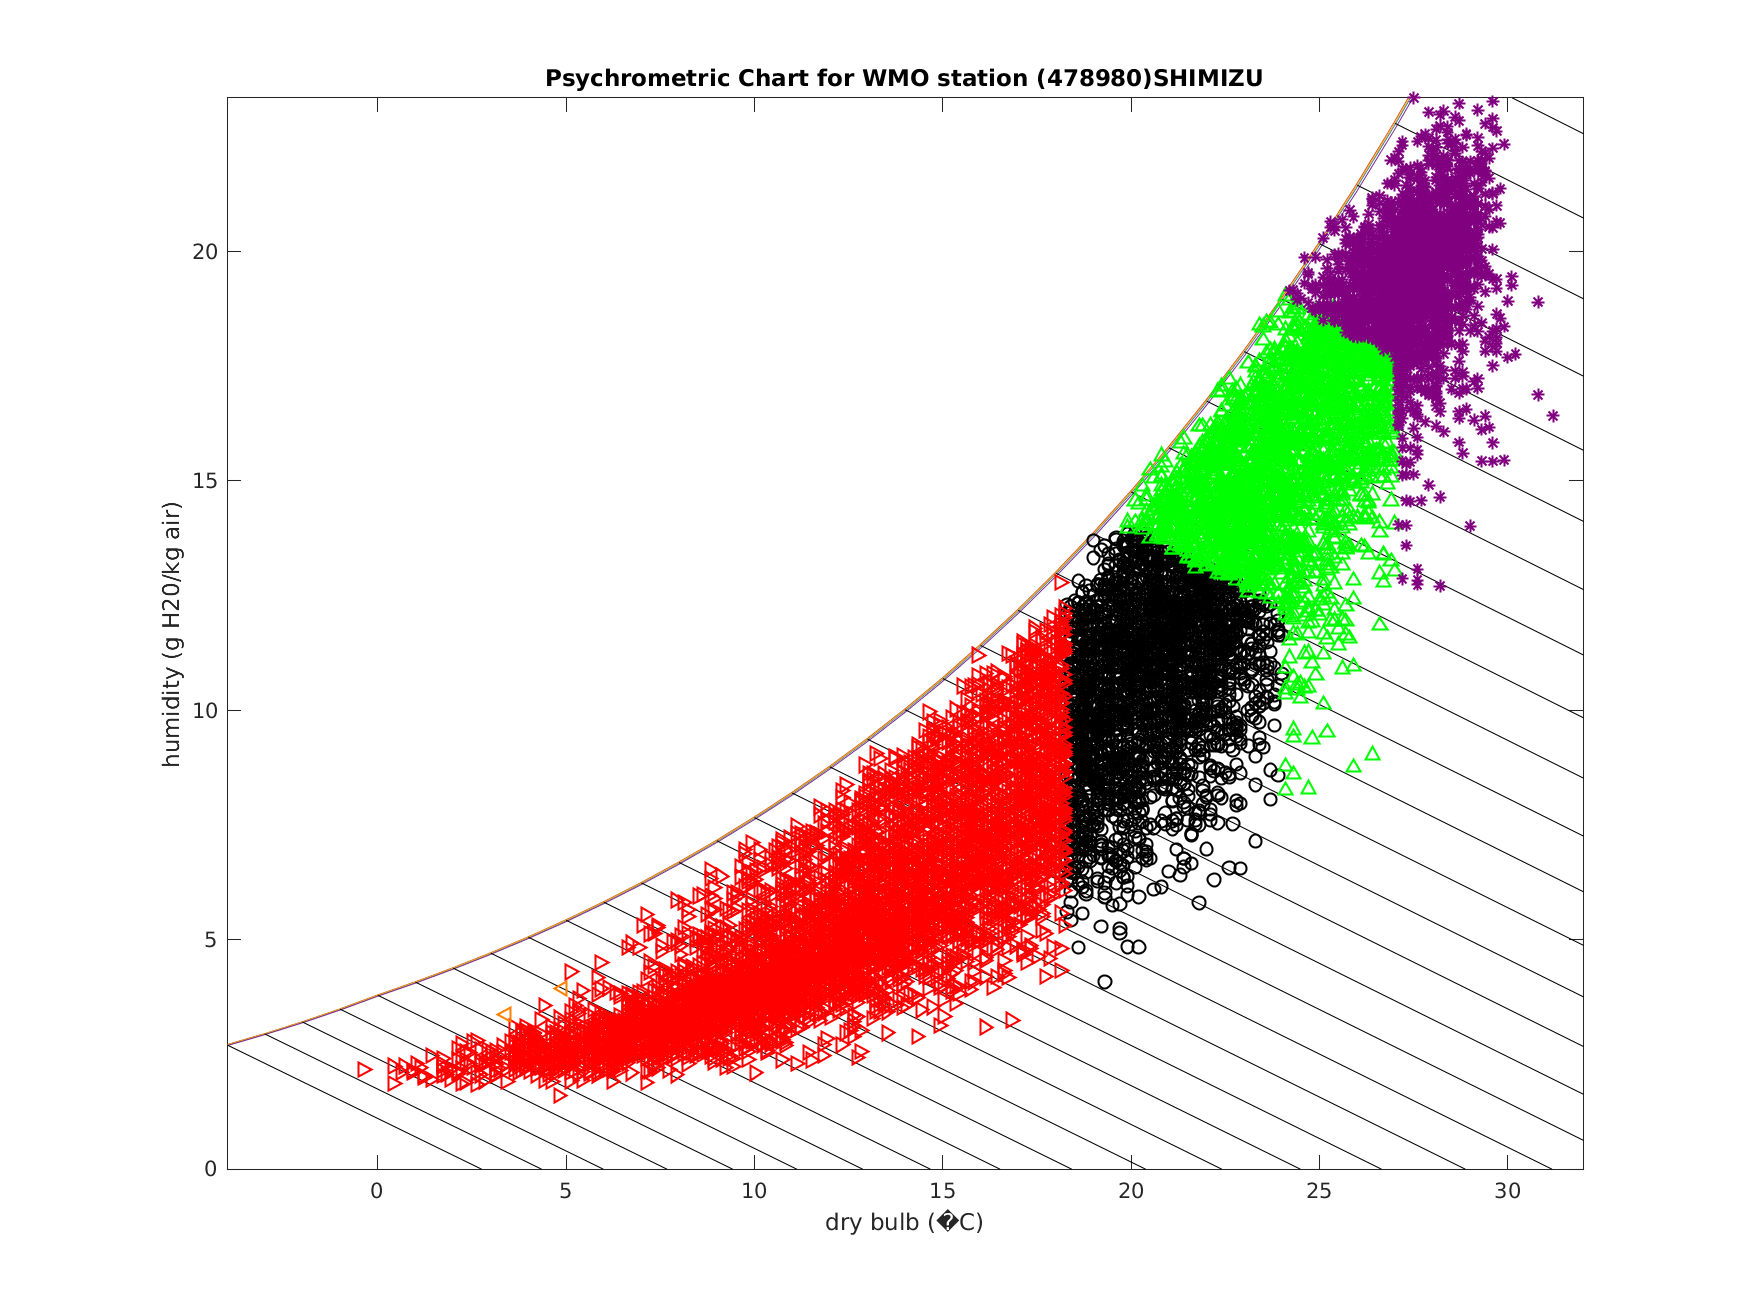 Psychrometric Chart for WMO station (478980)SHIMIZU
humidity (g H20/kg air)
20
15
10
5
0
0 5 10 15 20 25 30
dry bulb (�C)